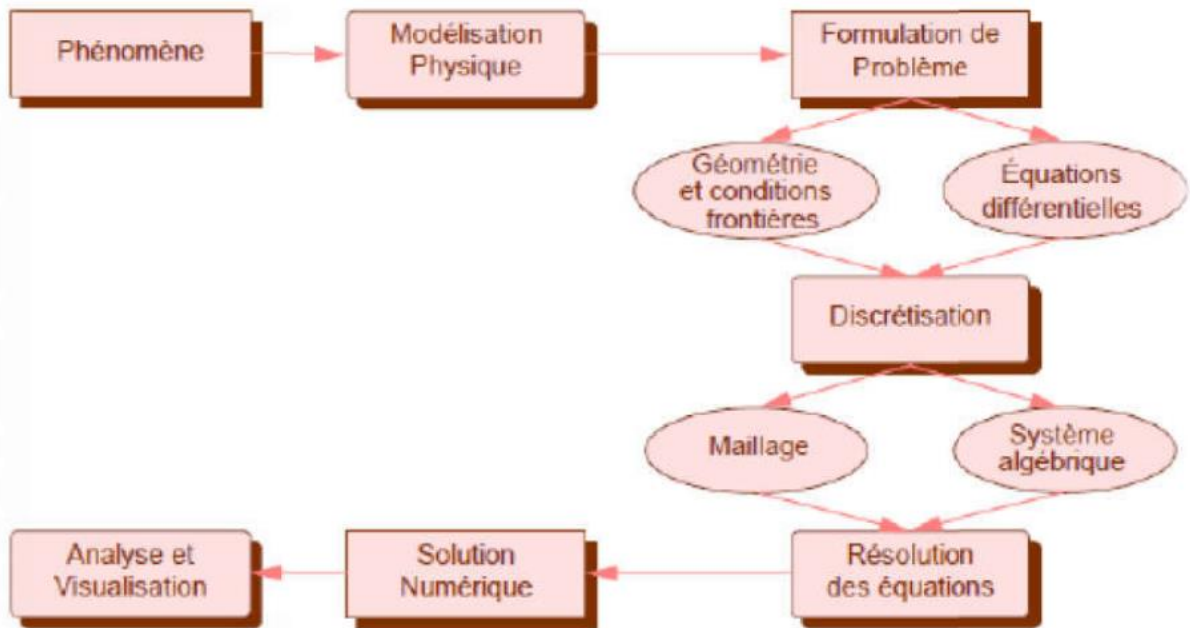 Phénomène
Modélisation
Physique
Formulation de
Problème
Géométrie
et conditions
frontières
Équations
différentielles
Discrétisation
Maillage
Système
algébrique
Résolution
des équations
Solution
Numérique
Analyse et
Visualisation